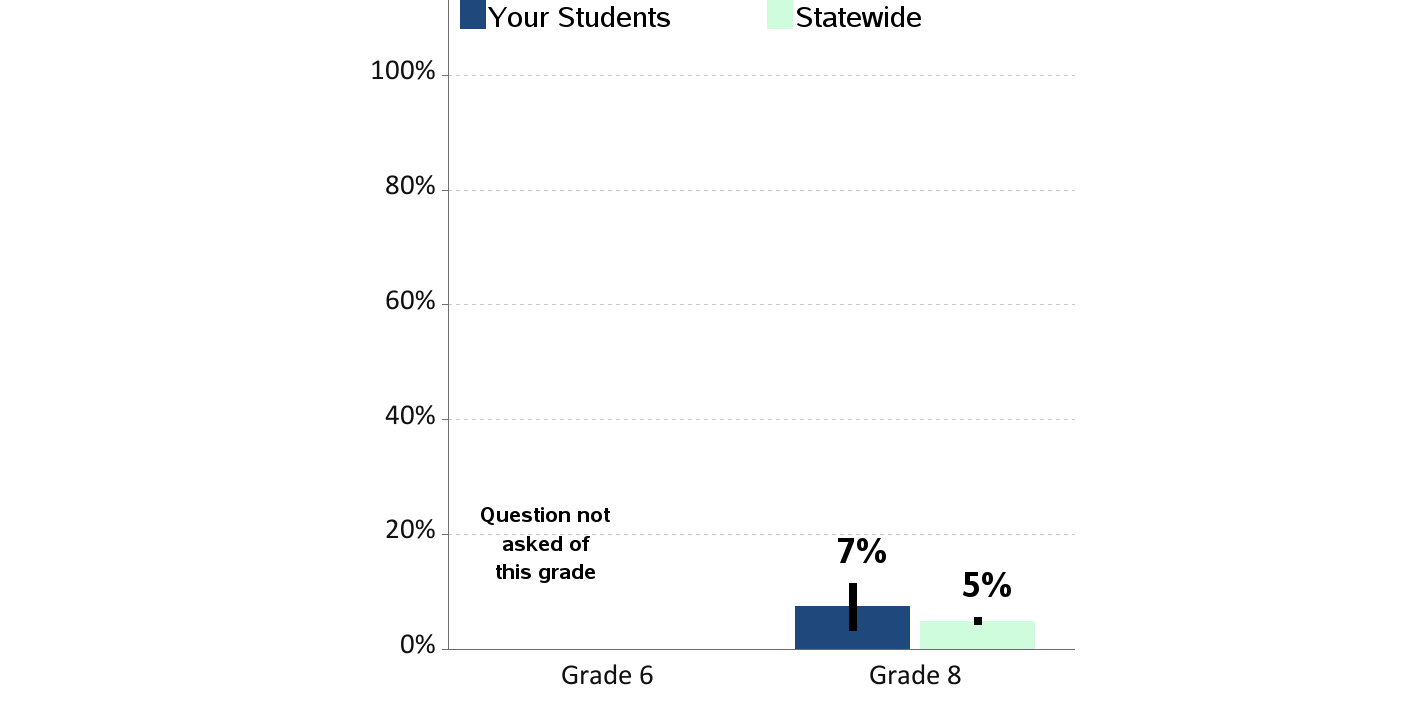 Your Students Statewide
100%
80%
60%
40%
20%
0%
Question not
asked of
this grade
7%
5%
Grade 6 Grade 8